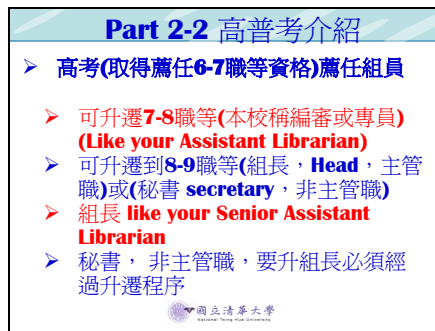 Part 2-2 高普考介紹
高考(取得薦任6-7職等資格)薦任組員
可升遷7-8職等(本校稱編審或專員)
(Like your Assistant Librarian)
可升遷到8-9職等(組長，Head，主管
職)或(秘書 secretary，非主管職)
組長 like your Senior Assistant
Librarian
秘書， 非主管職，要升組長必須經
過升遷程序
國立清華大學
National Tsing Hua University